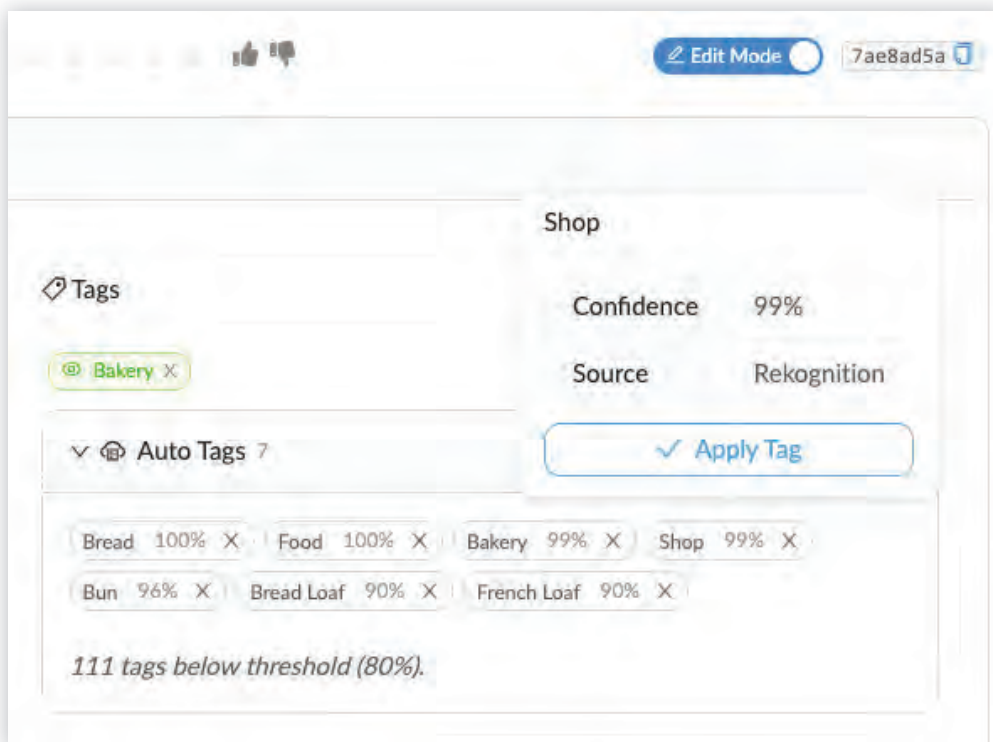 Edit Mode 7ae8ad5a
Shop
Tags
Confidence 99%
Bakery X
Source Rekognition
Auto Tags 7
Apply Tag
Bread 100% X Food 100% X Bakery 99% X Shop 99% X
Bun 96% X Bread Loaf 90% X French Loaf 90% X
111 tags below threshold (80%).